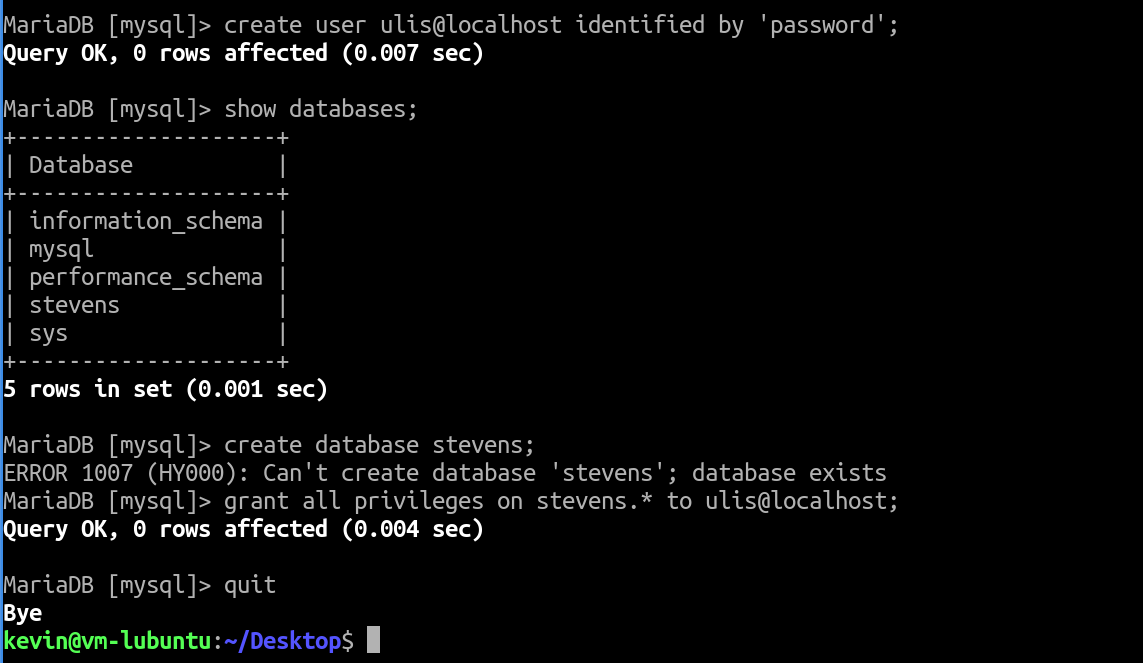 MariaDB [mysql]> create user ulis@localhost identified by 'password';
Query OK, 0 rows affected (0.007 sec)
MariaDB [mysql]> show databases;
+--------------------+
| Database           |
+--------------------+
| information_schema |
| mysql              |
| performance_schema |
| stevens            |
| sys                |
+--------------------+
5 rows in set (0.001 sec)
MariaDB [mysql]> create database stevens;
ERROR 1007 (HY000): Can't create database 'stevens'; database exists
MariaDB [mysql]> grant all privileges on stevens.* to ulis@localhost;
Query OK, 0 rows affected (0.004 sec)
MariaDB [mysql]> quit
Bye
kevin@vm-lubuntu:~/Desktop$